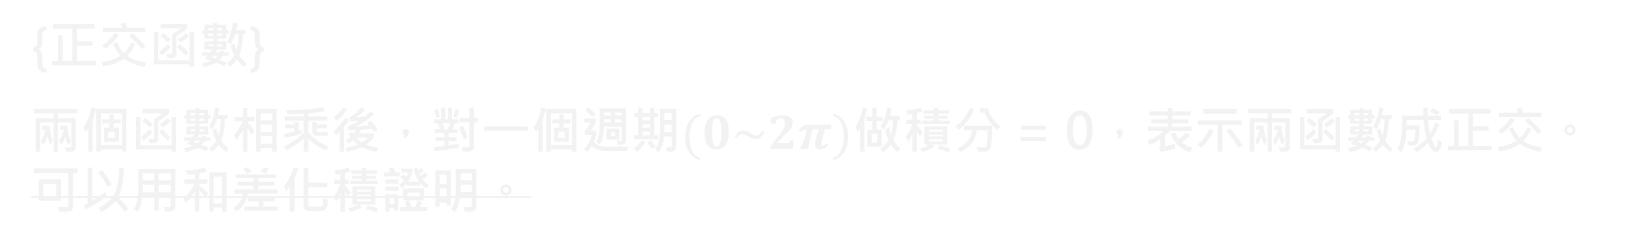 {正交函數}
兩個函數相乘後，對一個週期(0~2π)做積分 = 0，表示兩函數成正交。
可以用和差化積證明。